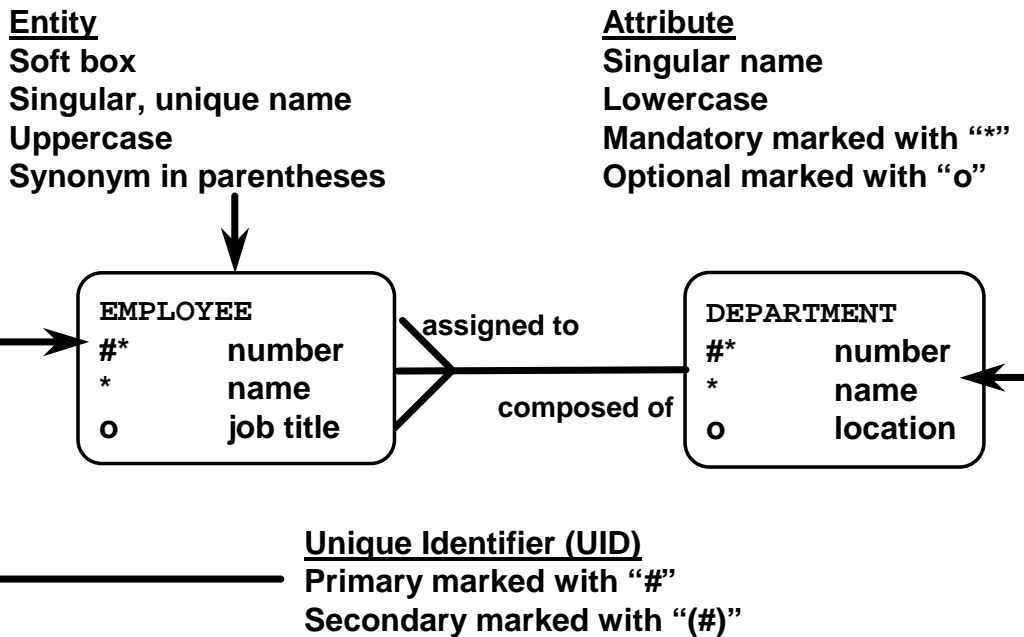 Entity
Soft box
Singular, unique name
Uppercase
Synonym in parentheses
Attribute
Singular name
Lowercase
Mandatory marked with “*”
Optional marked with “o”
EMPLOYEE
#* number
* name
o job title
assigned to
composed of
DEPARTMENT
#* number
* name
o location
Unique Identifier (UID)
Primary marked with “#”
Secondary marked with “(#)”